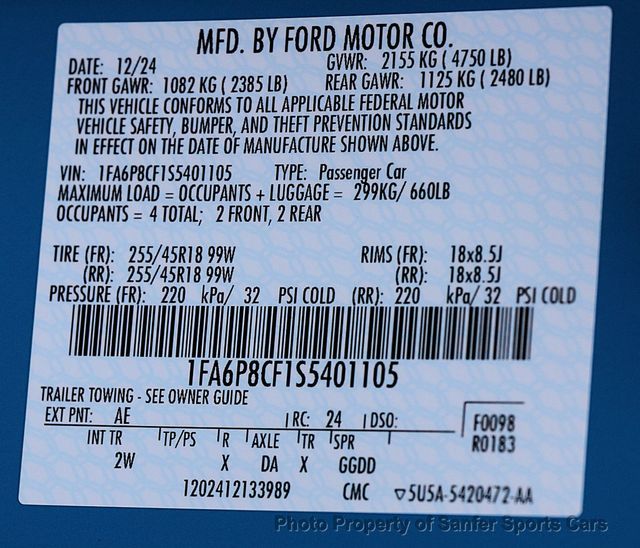 MFD. BY FORD MOTOR CO.
DATE: 12/24 GVWR: 2155 KG ( 4750 LB)
FRONT GAWR: 1082 KG ( 2385 LB) REAR GAWR: 1125 KG ( 2480 LB)
THIS VEHICLE CONFORMS TO ALL APPLICABLE FEDERAL MOTOR
VEHICLE SAFETY, BUMPER, AND THEFT PREVENTION STANDARDS
IN EFFECT ON THE DATE OF MANUFACTURE SHOWN ABOVE.
VIN: 1FA6P8CF1S5401105 TYPE: Passenger Car
MAXIMUM LOAD = OCCUPANTS + LUGGAGE = 299KG/ 660LB
OCCUPANTS = 4 TOTAL; 2 FRONT, 2 REAR
TIRE (FR): 255/45R18 99W RIMS (FR): 18x8.5J
(RR): 255/45R18 99W (RR): 18x8.5J
PRESSURE (FR): 220 kPa/ 32 PSI COLD (RR): 220 kPa/ 32 PSI COLD
1FA6P8CF1S5401105
TRAILER TOWING - SEE OWNER GUIDE
EXT PNT: AE RC: 24 DSO: F0098
INT TR TP/PS R AXLE TR SPR R0183
2W X DA X GGDD
1202412133989 CMC ▽5U5A-5420472-AA
Photo Property of Sanfer Sports Cars